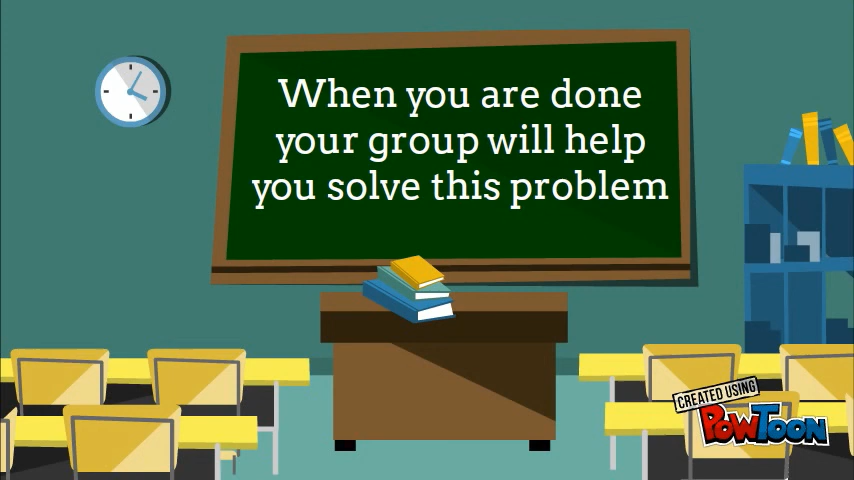 When you are done
your group will help
you solve this problem
CREATED USING
POWTOON